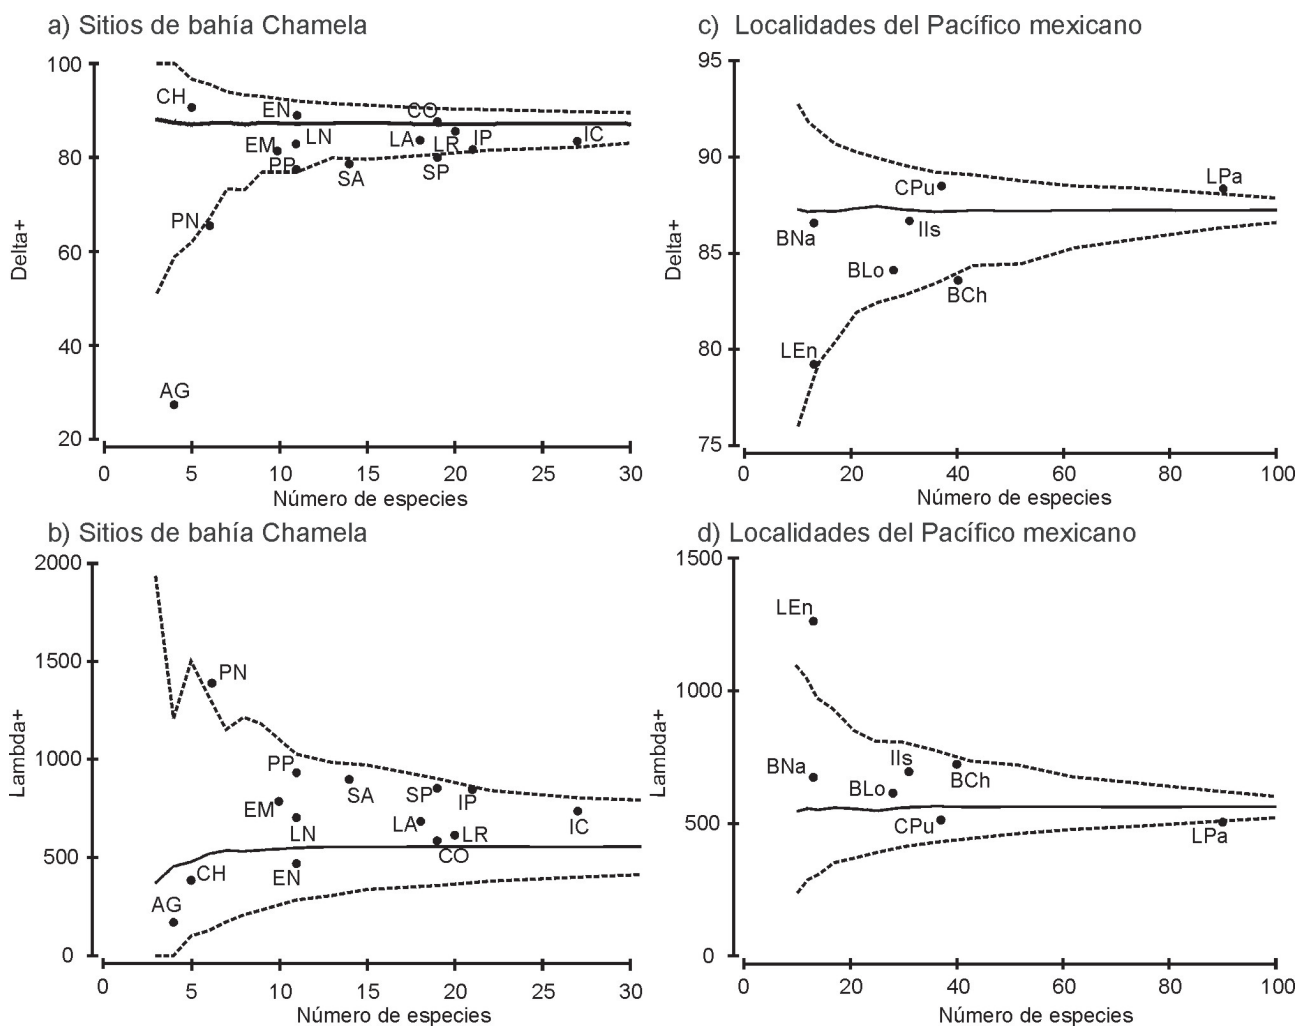 a) Sitios de bahía Chamela
100
80
60
40
20
Delta+
CH
EN
CO
EM
LN
LA
LR
IP
IC
PP
SA
SP
PN
AG
0
5
10
15
20
25
30
Número de especies
c) Localidades del Pacífico mexicano
95
90
85
80
75
Delta+
CPu
LPa
BNa
IIs
BLo
BCh
LEn
0
20
40
60
80
100
Número de especies
b) Sitios de bahía Chamela
2000
1500
1000
500
0
Lambda+
PN
PP
SA
SP
IP
EM
LN
LA
LR
IC
CO
CH
EN
AG
0
5
10
15
20
25
30
Número de especies
d) Localidades del Pacífico mexicano
1500
1000
500
0
Lambda+
LEn
BNa
IIs
BLo
BCh
CPu
LPa
0
20
40
60
80
100
Número de especies